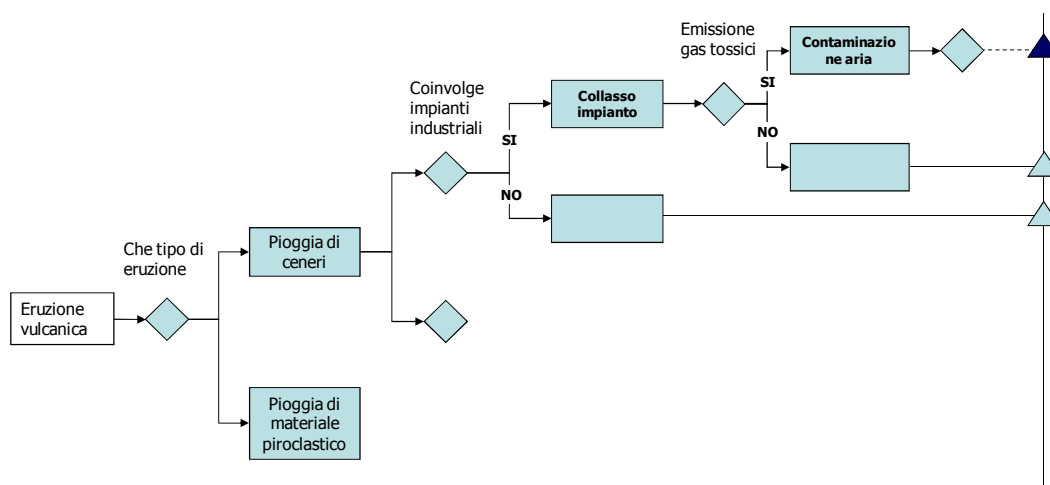 Emissione
gas tossici
Contaminazio
ne aria
SI
NO
Coinvolge
impianti
industriali
Collasso
impianto
SI
NO
Che tipo di
eruzione
Pioggia di
ceneri
Eruzione
vulcanica
Pioggia di
materiale
piroclastico